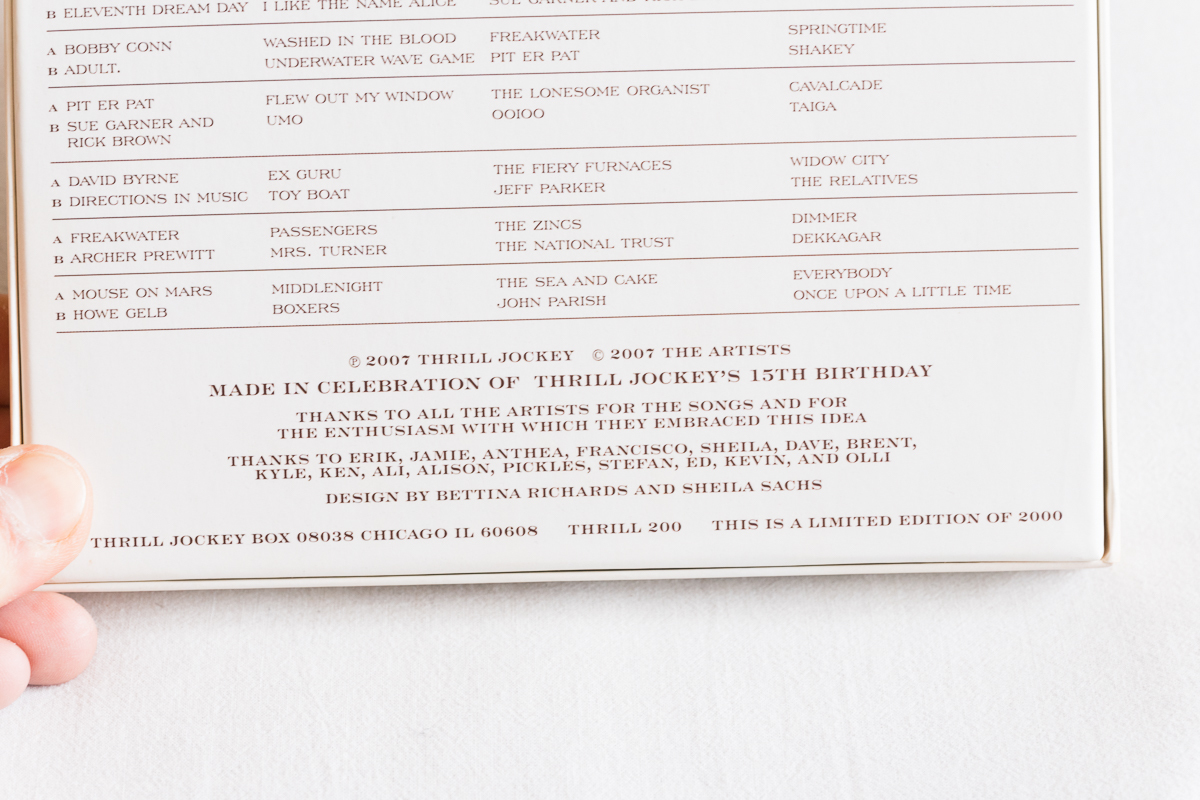 B ELEVENTH DREAM DAY I LIKE THE NAME ALICE SUE GARNER AND
A BOBBY CONN WASHED IN THE BLOOD FREAKWATER SPRINGTIME
B ADULT. UNDERWATER WAVE GAME PIT ER PAT SHAKEY
A PIT ER PAT FLEW OUT MY WINDOW THE LONESOME ORGANIST CAVALCADE
B SUE GARNER AND UMO OOIOO TAIGA
RICK BROWN
A DAVID BYRNE EX GURU THE FIERY FURNACES WIDOW CITY
B DIRECTIONS IN MUSIC TOY BOAT JEFF PARKER THE RELATIVES
A FREAKWATER PASSENGERS THE ZINCS DIMMER
B ARCHER PREWITT MRS. TURNER THE NATIONAL TRUST DEKKAGAR
A MOUSE ON MARS MIDDLENIGHT THE SEA AND CAKE EVERYBODY
B HOWE GELB BOXERS JOHN PARISH ONCE UPON A LITTLE TIME
℗ 2007 THRILL JOCKEY © 2007 THE ARTISTS
MADE IN CELEBRATION OF THRILL JOCKEY'S 15TH BIRTHDAY
THANKS TO ALL THE ARTISTS FOR THE SONGS AND FOR
THE ENTHUSIASM WITH WHICH THEY EMBRACED THIS IDEA
THANKS TO ERIK, JAMIE, ANTHEA, FRANCISCO, SHEILA, DAVE, BRENT,
KYLE, KEN, ALI, ALISON, PICKLES, STEFAN, ED, KEVIN, AND OLLI
DESIGN BY BETTINA RICHARDS AND SHEILA SACHS
THRILL JOCKEY BOX 08038 CHICAGO IL 60608 THRILL 200 THIS IS A LIMITED EDITION OF 2000